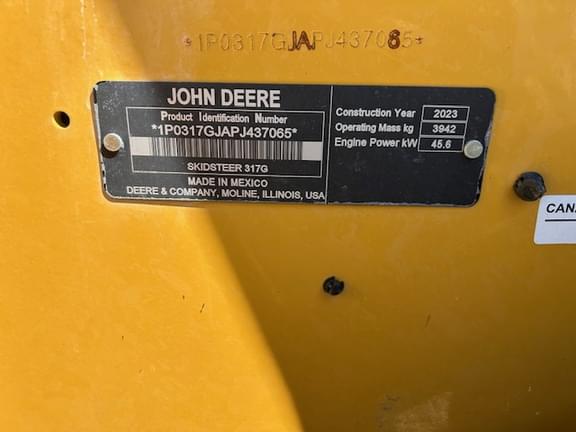 *1P0317GJAPJ437065*
JOHN DEERE
Product Identification Number
*1P0317GJAPJ437065*
SKIDSTEER 317G
MADE IN MEXICO
DEERE & COMPANY, MOLINE, ILLINOIS, USA
Construction Year 2023
Operating Mass kg 3942
Engine Power kW 45.6
CAN